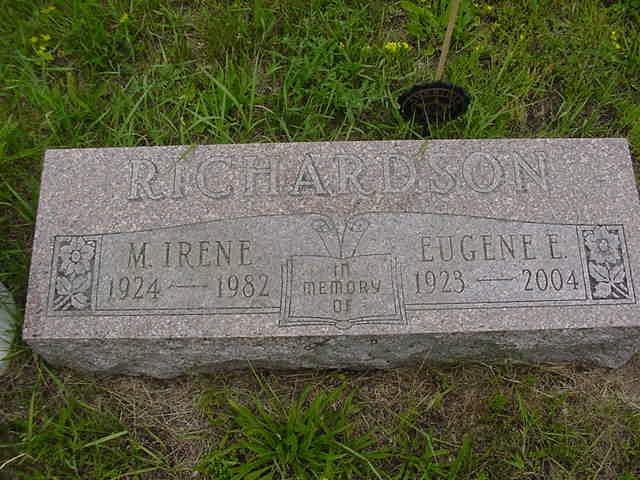 RICHARDSON
M. IRENE
1924 — 1982
IN
MEMORY
OF
EUGENE E.
1923 — 2004